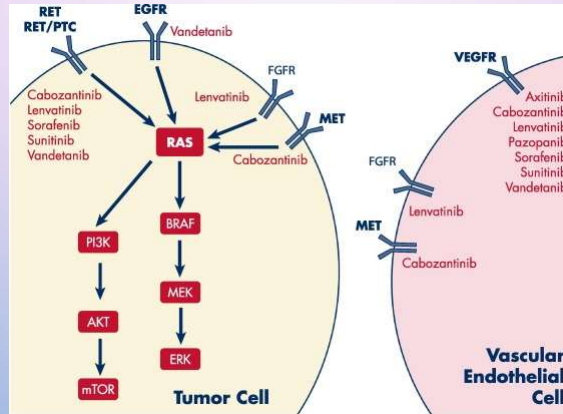 RET
RET/PTC
EGFR
Vandetanib
FGFR
MET
Cabozantinib
Lenvatinib
Sorafenib
Sunitinib
Vandetanib
Lenvatinib
Cabozantinib
RAS
PI3K
AKT
mTOR
BRAF
MEK
ERK
Tumor Cell
VEGFR
Axitinib
Cabozantinib
Lenvatinib
Pazopanib
Sorafenib
Sunitinib
Vandetanib
FGFR
Lenvatinib
MET
Cabozantinib
Vascular
Endothelial
Cell